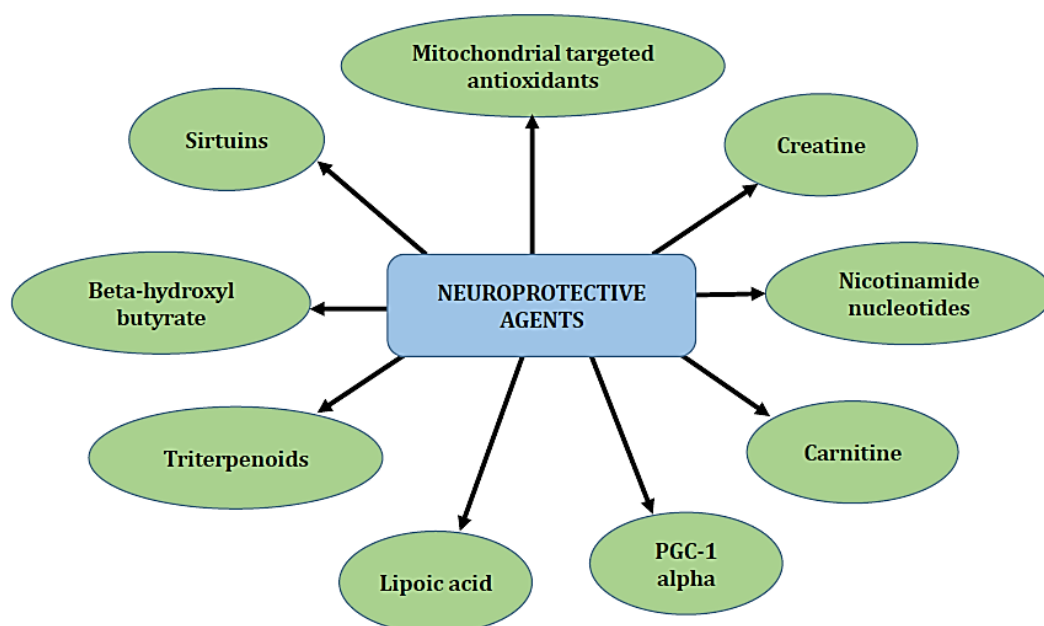 Mitochondrial targeted
antioxidants
Sirtuins
Creatine
Beta-hydroxyl
butyrate
NEUROPROTECTIVE
AGENTS
Nicotinamide
nucleotides
Triterpenoids
Carnitine
Lipoic acid
PGC-1
alpha